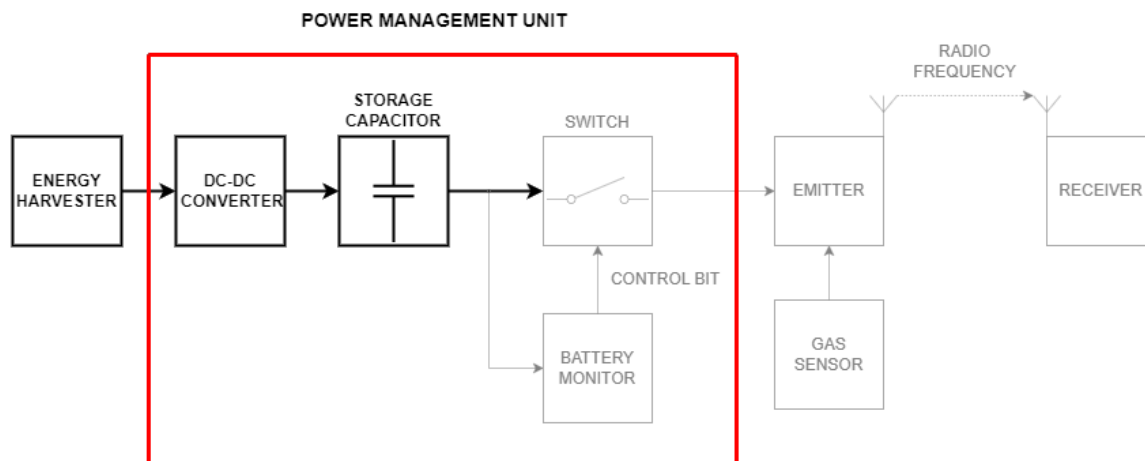 POWER MANAGEMENT UNIT
RADIO
FREQUENCY
STORAGE
CAPACITOR
SWITCH
ENERGY
HARVESTER
DC-DC
CONVERTER
EMITTER
RECEIVER
CONTROL BIT
BATTERY
MONITOR
GAS
SENSOR